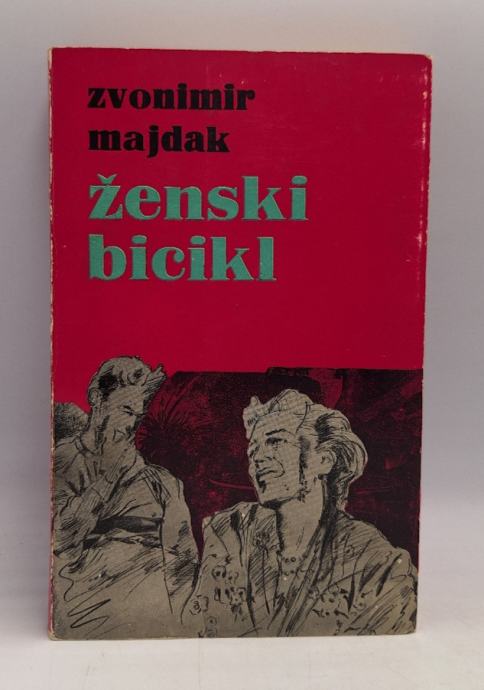 zvonimir
majdak
ženski
bicikl